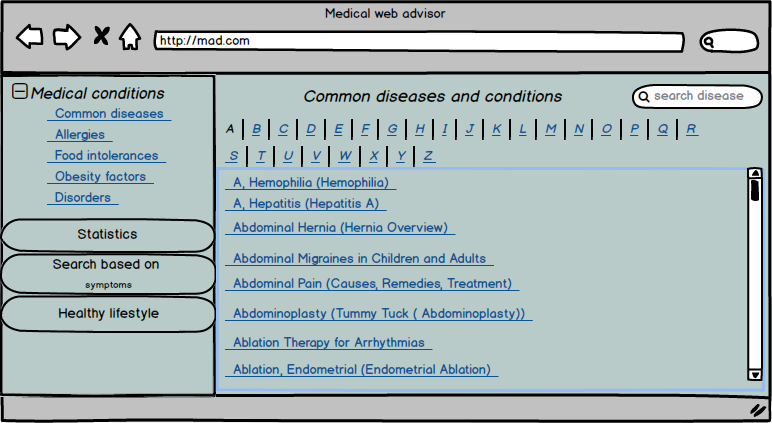 Medical web advisor
http://mad.com
Medical conditions
Common diseases
Allergies
Food intolerances
Obesity factors
Disorders
Statistics
Search based on
symptoms
Healthy lifestyle
Common diseases and conditions
search disease
A B C D E F G H I J K L M N O P Q R
S T U V W X Y Z
A, Hemophilia (Hemophilia)
A, Hepatitis (Hepatitis A)
Abdominal Hernia (Hernia Overview)
Abdominal Migraines in Children and Adults
Abdominal Pain (Causes, Remedies, Treatment)
Abdominoplasty (Tummy Tuck ( Abdominoplasty))
Ablation Therapy for Arrhythmias
Ablation, Endometrial (Endometrial Ablation)